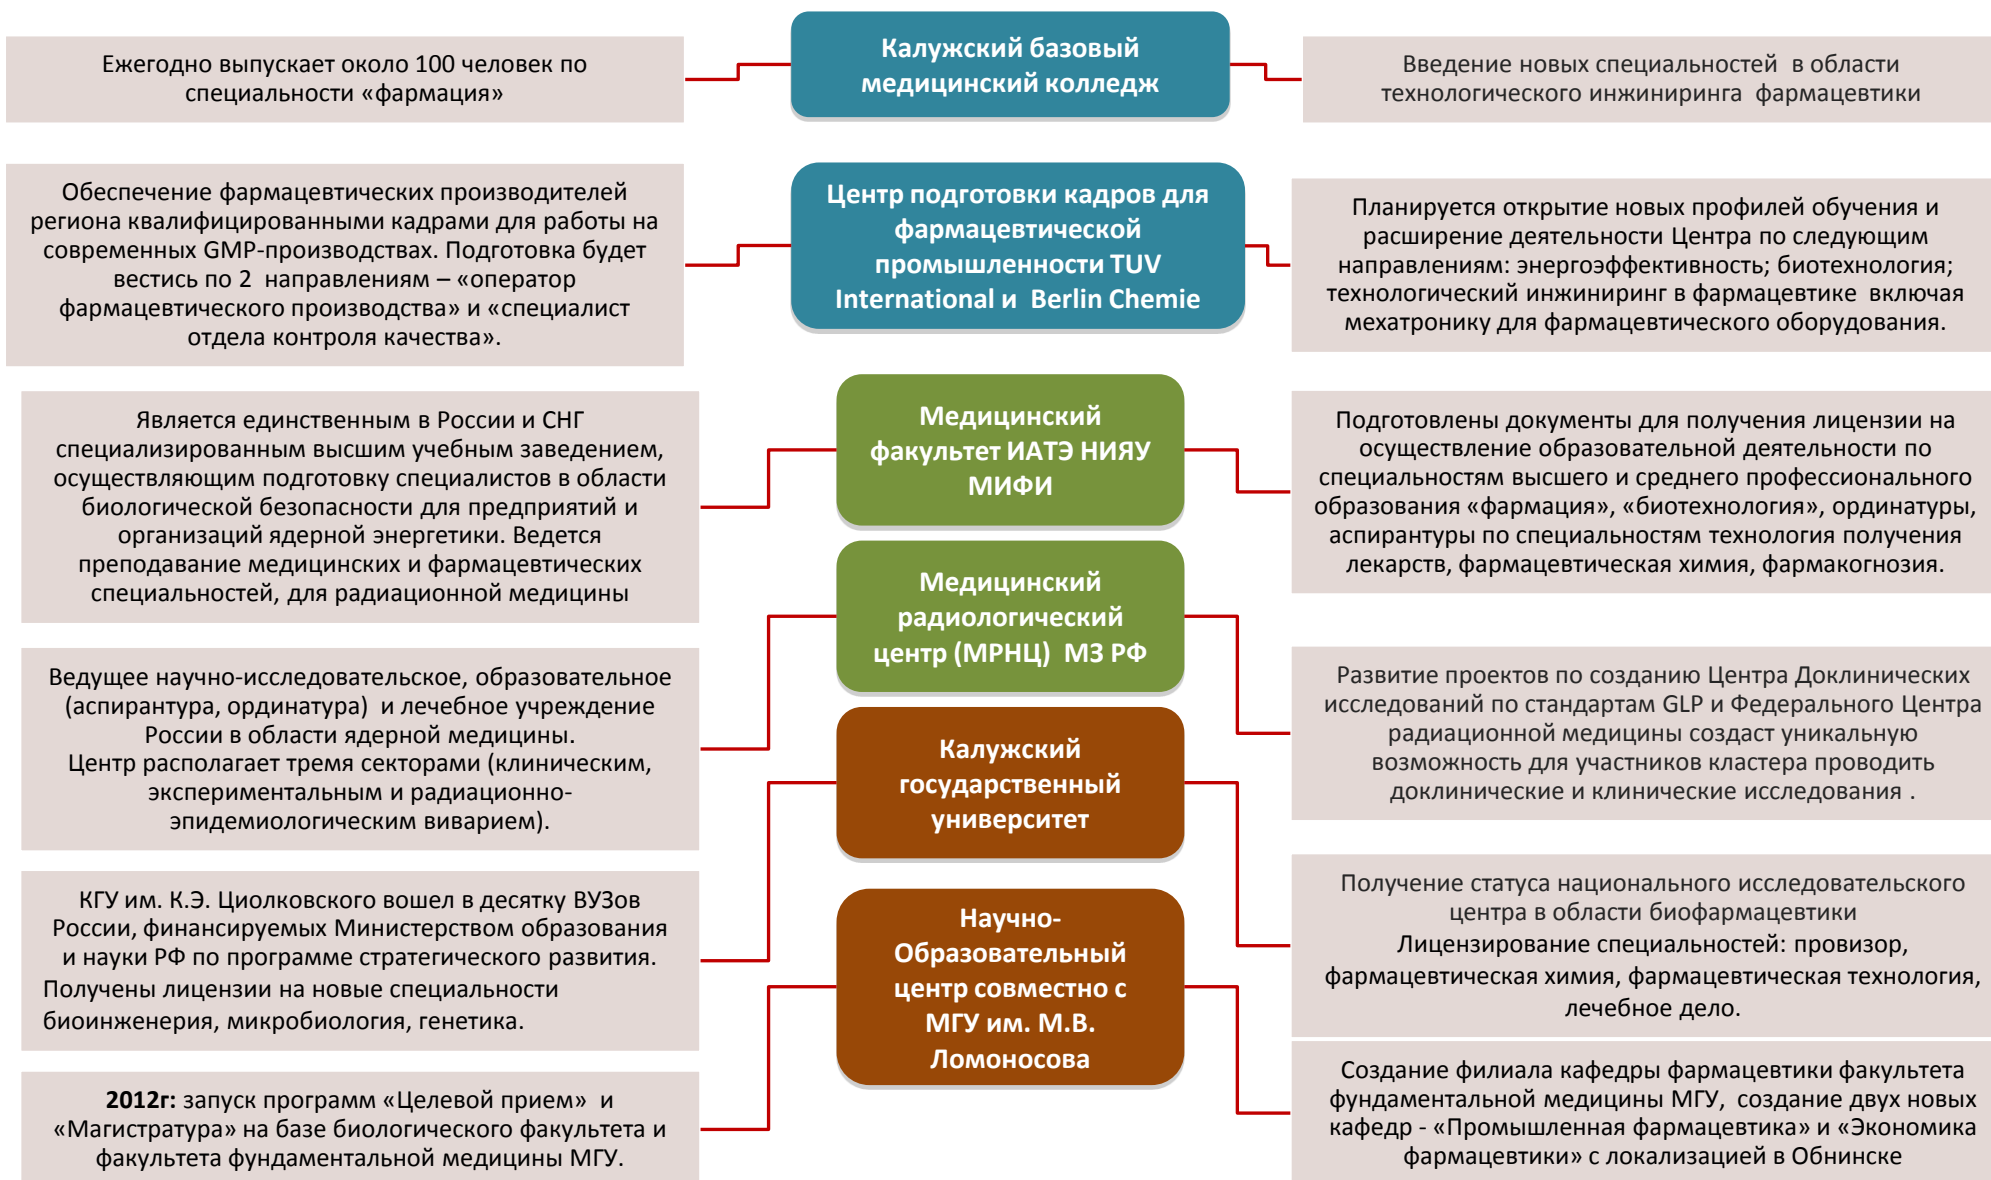 Ежегодно выпускает около 100 человек по
специальности «фармация»
Калужский базовый
медицинский колледж
Введение новых специальностей в области
технологического инжиниринга фармацевтики
Обеспечение фармацевтических производителей
региона квалифицированными кадрами для работы на
современных GMP-производствах. Подготовка будет
вестись по 2 направлениям – «оператор
фармацевтического производства» и «специалист
отдела контроля качества».
Центр подготовки кадров для
фармацевтической
промышленности TUV
International и Berlin Chemie
Планируется открытие новых профилей обучения и
расширение деятельности Центра по следующим
направлениям: энергоэффективность; биотехнология;
технологический инжиниринг в фармацевтике включая
мехатронику для фармацевтического оборудования.
Является единственным в России и СНГ
специализированным высшим учебным заведением,
осуществляющим подготовку специалистов в области
биологической безопасности для предприятий и
организаций ядерной энергетики. Ведется
преподавание медицинских и фармацевтических
специальностей, для радиационной медицины
Медицинский
факультет ИАТЭ НИЯУ
МИФИ
Подготовлены документы для получения лицензии на
осуществление образовательной деятельности по
специальностям высшего и среднего профессионального
образования «фармация», «биотехнология», ординатуры,
аспирантуры по специальностям технология получения
лекарств, фармацевтическая химия, фармакогнозия.
Ведущее научно-исследовательское, образовательное
(аспирантура, ординатура) и лечебное учреждение
России в области ядерной медицины.
Центр располагает тремя секторами (клиническим,
экспериментальным и радиационно-
эпидемиологическим виварием).
Медицинский
радиологический
центр (МРНЦ) МЗ РФ
Развитие проектов по созданию Центра Доклинических
исследований по стандартам GLP и Федерального Центра
радиационной медицины создаст уникальную
возможность для участников кластера проводить
доклинические и клинические исследования .
КГУ им. К.Э. Циолковского вошел в десятку ВУЗов
России, финансируемых Министерством образования
и науки РФ по программе стратегического развития.
Получены лицензии на новые специальности
биоинженерия, микробиология, генетика.
Калужский
государственный
университет
Получение статуса национального исследовательского
центра в области биофармацевтики
Лицензирование специальностей: провизор,
фармацевтическая химия, фармацевтическая технология,
лечебное дело.
2012г: запуск программ «Целевой прием» и
«Магистратура» на базе биологического факультета и
факультета фундаментальной медицины МГУ.
Научно-
Образовательный
центр совместно с
МГУ им. М.В.
Ломоносова
Создание филиала кафедры фармацевтики факультета
фундаментальной медицины МГУ, создание двух новых
кафедр - «Промышленная фармацевтика» и «Экономика
фармацевтики» с локализацией в Обнинске